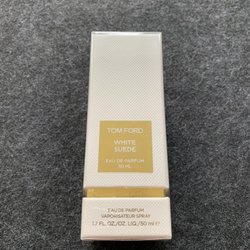 TOM FORD
WHITE
SUEDE
EAU DE PARFUM
50 ML
EAU DE PARFUM
VAPORISATEUR SPRAY
1.7 FL. OZ./OZ. LIQ./50 ml e